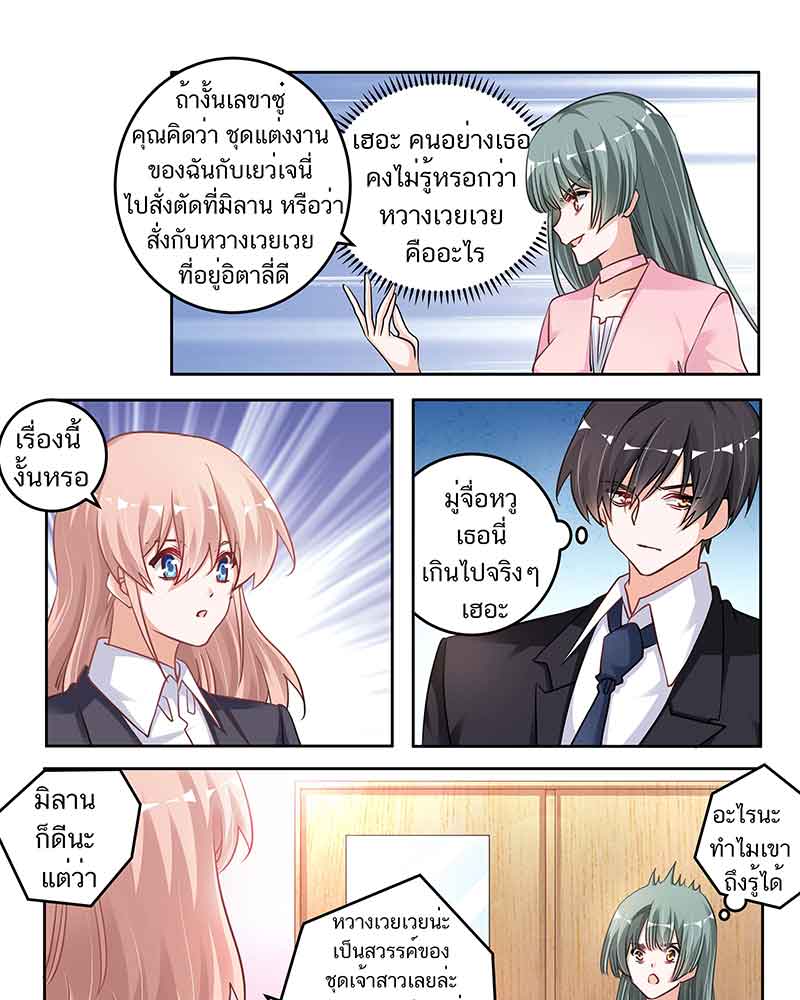 ถ้างั้นเลขาซู่
คุณคิดว่า ชุดแต่งงาน
ของฉันกับเยว่เจนี่
ไปสั่งตัดที่มิลาน หรือว่า
สั่งกับหวางเวยเวย
ที่อยู่อิตาลี่ดี
เฮอะ คนอย่างเธอ
คงไม่รู้หรอกว่า
หวางเวยเวย
คืออะไร
เรื่องนี้
งั้นหรอ
มู่จื่อหวู
เธอนี่
เกินไปจริงๆ
เฮอะ
มิลาน
ก็ดีนะ
แต่ว่า
อะไรนะ
ทำไมเขา
ถึงรู้ได้
หวางเวยเวยน่ะ
เป็นสวรรค์ของ
ชุดเจ้าสาวเลยล่ะ